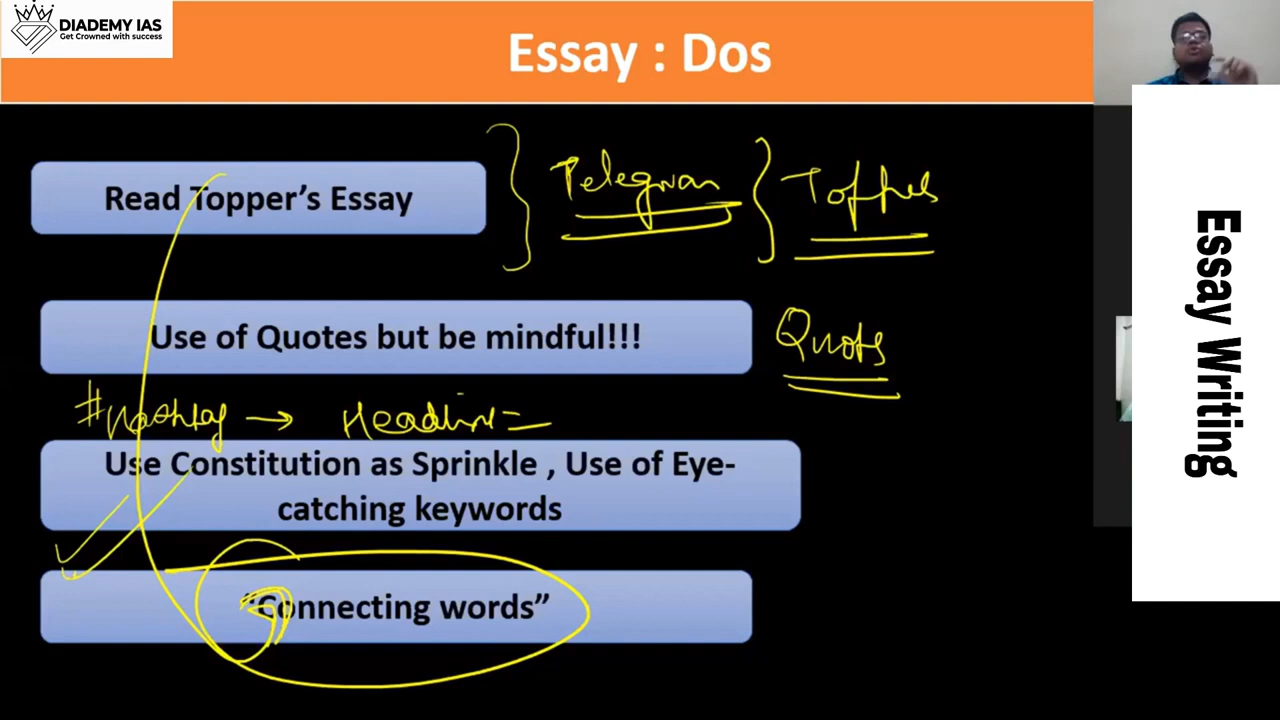 DIADEMY IAS
Get Crowned with success
Essay : Dos
Read Topper's Essay
Telegram
Toppers
Use of Quotes but be mindful!!!
Quots
#Hashtag → Headline
Use Constitution as Sprinkle , Use of Eye-
catching keywords
"Connecting words"
Essay Writing